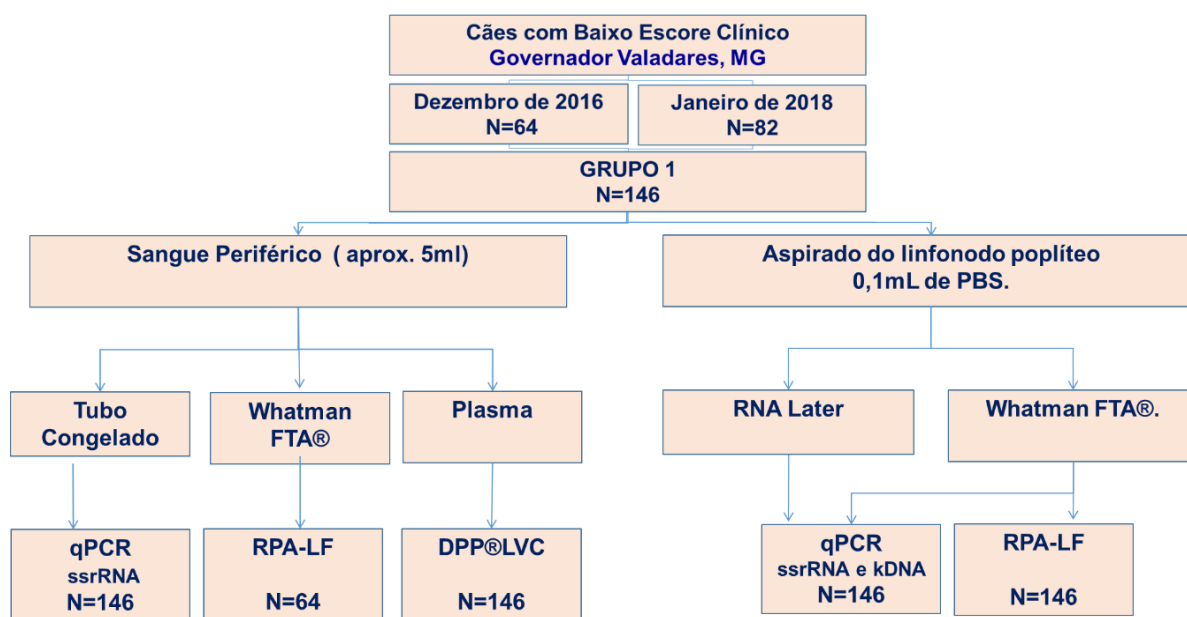 Cães com Baixo Escore Clínico
Governador Valadares, MG
Dezembro de 2016
N=64
Janeiro de 2018
N=82
GRUPO 1
N=146
Sangue Periférico ( aprox. 5ml)
Aspirado do linfonodo poplíteo
0,1mL de PBS.
Tubo
Congelado
Whatman
FTA®
Plasma
RNA Later
Whatman FTA®.
qPCR
ssrRNA
N=146
RPA-LF
N=64
DPP®LVC
N=146
qPCR
ssrRNA e kDNA
N=146
RPA-LF
N=146